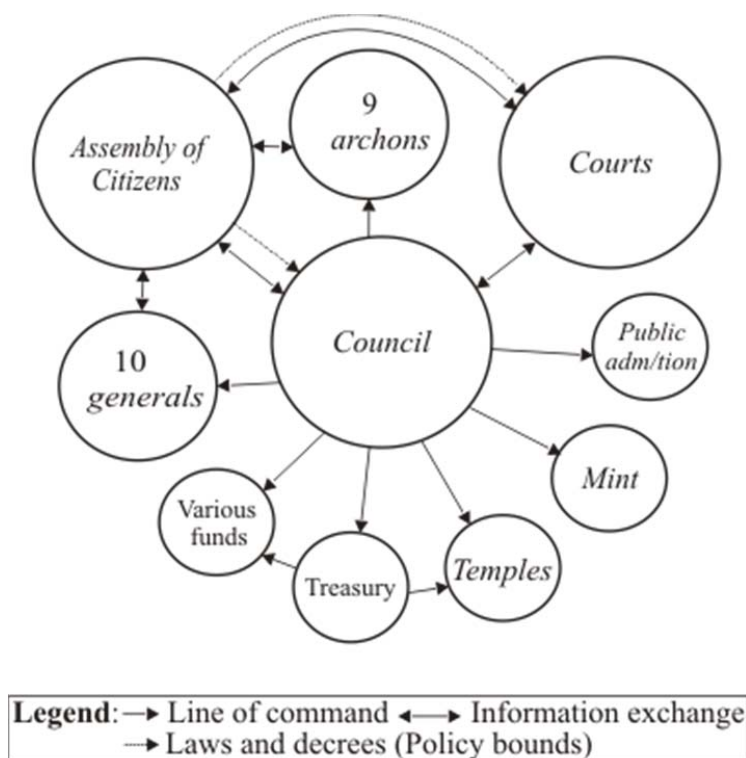 9
archons
Assembly of
Citizens
Courts
Council
Public
adm/tion
10
generals
Mint
Various
funds
Treasury
Temples
Legend: → Line of command ↔ Information exchange
⇢ Laws and decrees (Policy bounds)